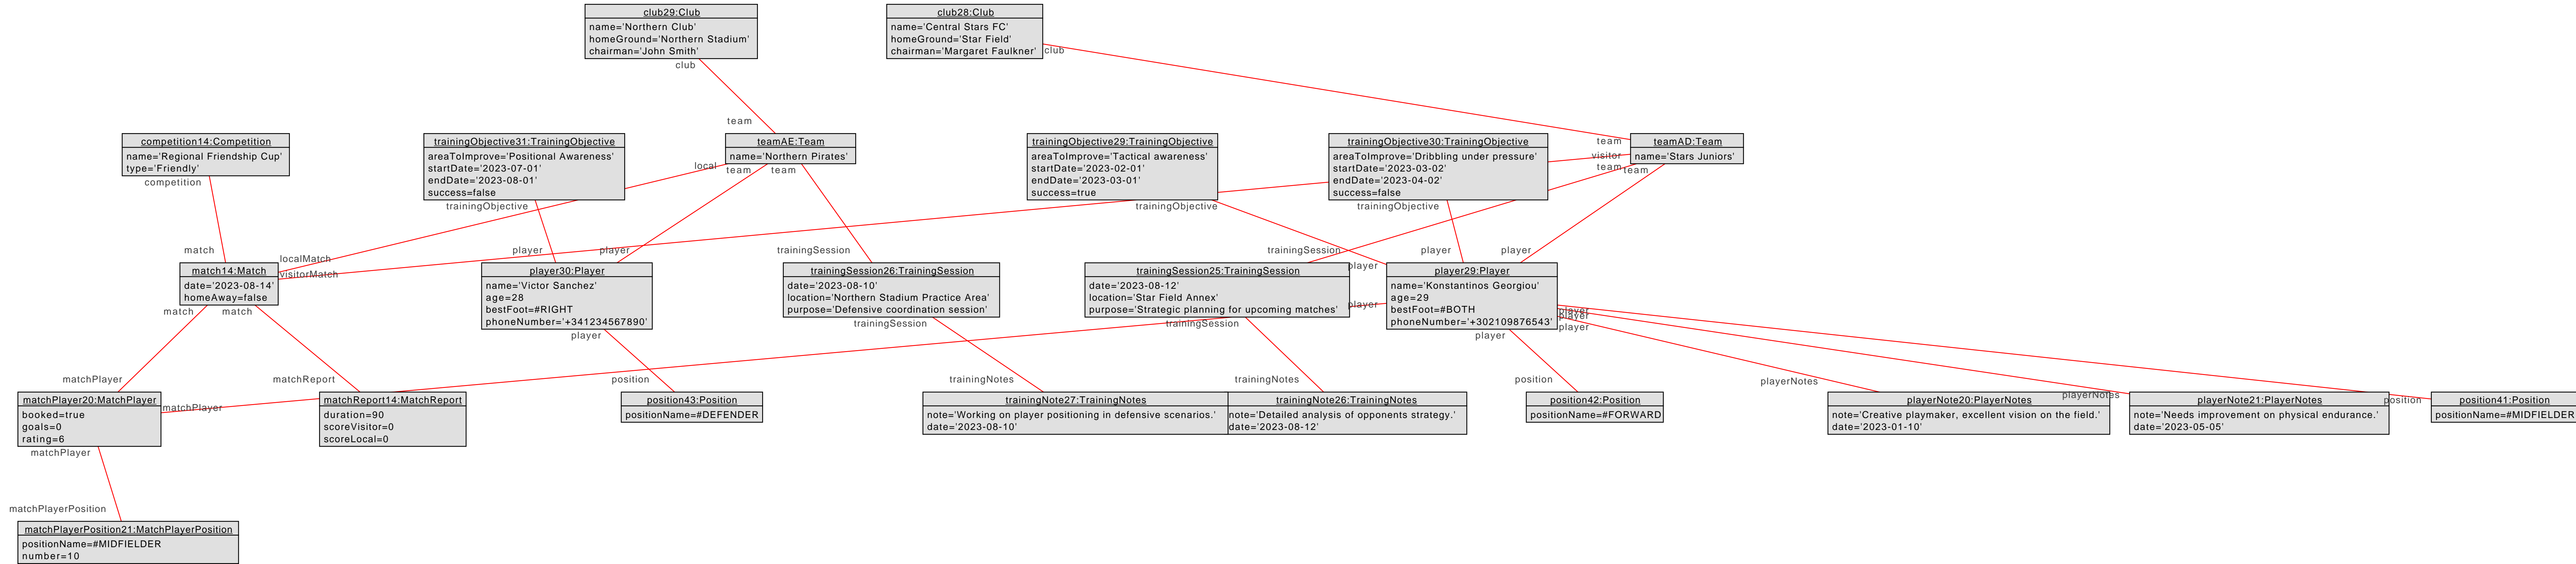 club29:Club
name='Northern Club'
homeGround='Northern Stadium'
chairman='John Smith'
club
club28:Club
name='Central Stars FC'
homeGround='Star Field'
chairman='Margaret Faulkner'
club
team
competition14:Competition
name='Regional Friendship Cup'
type='Friendly'
competition
trainingObjective31:TrainingObjective
areaToImprove='Positional Awareness'
startDate='2023-07-01'
endDate='2023-08-01'
success=false
trainingObjective
teamAE:Team
name='Northern Pirates'
local
team
team
trainingObjective29:TrainingObjective
areaToImprove='Tactical awareness'
startDate='2023-02-01'
endDate='2023-03-01'
success=true
trainingObjective
trainingObjective30:TrainingObjective
areaToImprove='Dribbling under pressure'
startDate='2023-03-02'
endDate='2023-04-02'
success=false
trainingObjective
teamAD:Team
name='Stars Juniors'
team
visitor
team
team
match
localMatch
visitorMatch
player
player
trainingSession
trainingSession
player
player
player
match14:Match
date='2023-08-14'
homeAway=false
match
match
player30:Player
name='Victor Sanchez'
age=28
bestFoot=#RIGHT
phoneNumber='+341234567890'
player
trainingSession26:TrainingSession
date='2023-08-10'
location='Northern Stadium Practice Area'
purpose='Defensive coordination session'
trainingSession
trainingSession25:TrainingSession
date='2023-08-12'
location='Star Field Annex'
purpose='Strategic planning for upcoming matches'
trainingSession
player29:Player
name='Konstantinos Georgiou'
age=29
bestFoot=#BOTH
phoneNumber='+302109876543'
player
player
player
player
player
matchPlayer
matchReport
position
trainingNotes
trainingNotes
position
playerNotes
playerNotes
position
matchPlayer20:MatchPlayer
booked=true
goals=0
rating=6
matchPlayer
matchPlayer
matchReport14:MatchReport
duration=90
scoreVisitor=0
scoreLocal=0
position43:Position
positionName=#DEFENDER
trainingNote27:TrainingNotes
note='Working on player positioning in defensive scenarios.'
date='2023-08-10'
trainingNote26:TrainingNotes
note='Detailed analysis of opponents strategy.'
date='2023-08-12'
position42:Position
positionName=#FORWARD
playerNote20:PlayerNotes
note='Creative playmaker, excellent vision on the field.'
date='2023-01-10'
playerNote21:PlayerNotes
note='Needs improvement on physical endurance.'
date='2023-05-05'
position41:Position
positionName=#MIDFIELDER
matchPlayerPosition
matchPlayerPosition21:MatchPlayerPosition
positionName=#MIDFIELDER
number=10